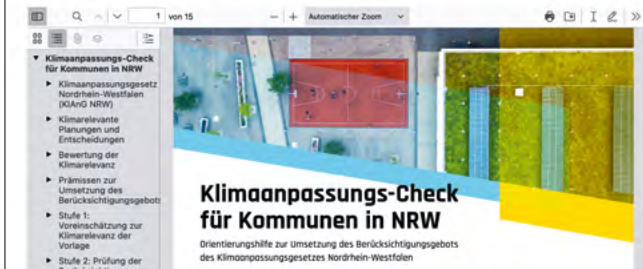 1 von 15
Automatischer Zoom
Klimaanpassungs-Check
für Kommunen in NRW
Klimaanpassungsgesetz
Nordrhein-Westfalen
(KlAnG NRW)
Klimarelevante
Planungen und
Entscheidungen
Bewertung der
Klimarelevanz
Prämissen zur
Umsetzung des
Berücksichtigungsgebots
Stufe 1:
Voreinschätzung zur
Klimarelevanz der
Vorlage
Stufe 2: Prüfung der
Klimaanpassungs-Check
für Kommunen in NRW
Orientierungshilfe zur Umsetzung des Berücksichtigungsgebots
des Klimaanpassungsgesetzes Nordrhein-Westfalen